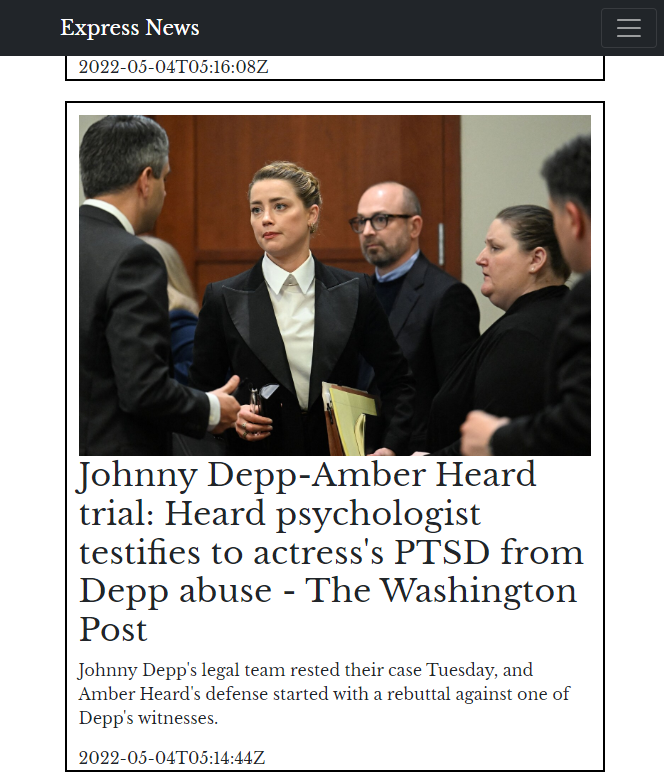 Express News
2022-05-04T05:16:08Z
Johnny Depp-Amber Heard
trial: Heard psychologist
testifies to actress's PTSD from
Depp abuse - The Washington
Post
Johnny Depp's legal team rested their case Tuesday, and
Amber Heard's defense started with a rebuttal against one of
Depp's witnesses.
2022-05-04T05:14:44Z